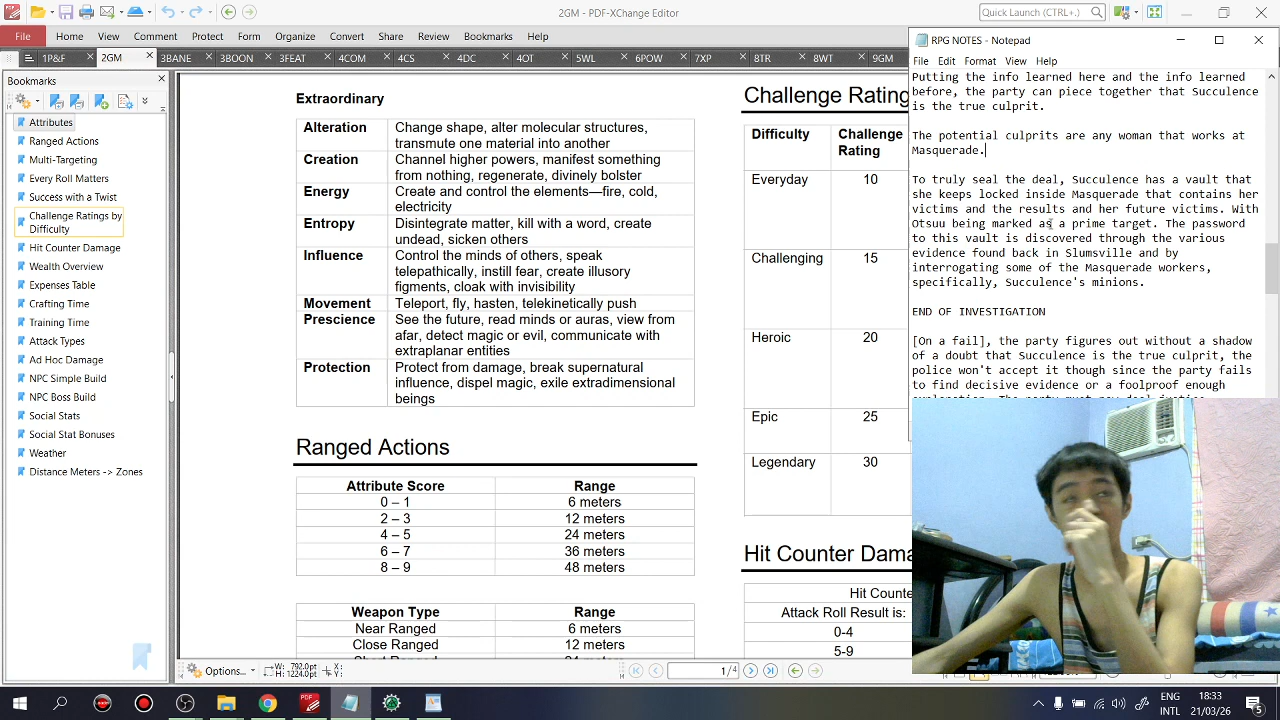 2GM - PDF-XChange Editor
Quick Launch (CTRL+.)
File Home View Comment Protect Form Organize Convert Share Review Bookmarks Help
1P&F 2GM 3BANE 3BOON 3FEAT 4COM 4CS 4DC 4OT 5WL 6POW 7XP 8TR 8WT 9GM
Bookmarks
Attributes
Ranged Actions
Multi-Targeting
Every Roll Matters
Success with a Twist
Challenge Ratings by
Difficulty
Hit Counter Damage
Wealth Overview
Expenses Table
Crafting Time
Training Time
Attack Types
Ad Hoc Damage
NPC Simple Build
NPC Boss Build
Social Stats
Social Stat Bonuses
Weather
Distance Meters -> Zones
Extraordinary
Alteration Change shape, alter molecular structures,
transmute one material into another
Creation Channel higher powers, manifest something
from nothing, regenerate, divinely bolster
Energy Create and control the elements—fire, cold,
electricity
Entropy Disintegrate matter, kill with a word, create
undead, sicken others
Influence Control the minds of others, speak
telepathically, instill fear, create illusory
figments, cloak with invisibility
Movement Teleport, fly, hasten, telekinetically push
Prescience See the future, read minds or auras, view from
afar, detect magic or evil, communicate with
extraplanar entities
Protection Protect from damage, break supernatural
influence, dispel magic, exile extradimensional
beings
Ranged Actions
Attribute Score Range
0 – 1 6 meters
2 – 3 12 meters
4 – 5 24 meters
6 – 7 36 meters
8 – 9 48 meters
Weapon Type Range
Near Ranged 6 meters
Close Ranged 12 meters
Challenge Rating
Difficulty Challenge
Rating
Everyday 10
Challenging 15
Heroic 20
Epic 25
Legendary 30
Hit Counter Dama
Hit Counte
Attack Roll Result is:
0-4
5-9
RPG NOTES - Notepad
File Edit Format View Help
Putting the info learned here and the info learned
before, the party can piece together that Succulence
is the true culprit.
The potential culprits are any woman that works at
Masquerade.
To truly seal the deal, Succulence has a vault that
she keeps locked inside Masquerade that contains her
victims and the results and her future victims. With
Otsuu being marked as a prime target. The password
to this vault is discovered through the various
evidence found back in Slumsville and by
interrogating some of the Masquerade workers,
specifically, Succulence's minions.
END OF INVESTIGATION
[On a fail], the party figures out without a shadow
of a doubt that Succulence is the true culprit, the
police won't accept it though since the party fails
to find decisive evidence or a foolproof enough
Options...
W: 792.0pt
H: 1224.0pt
X:
Y:
1/4
ENG
INTL
18:33
21/03/26
5